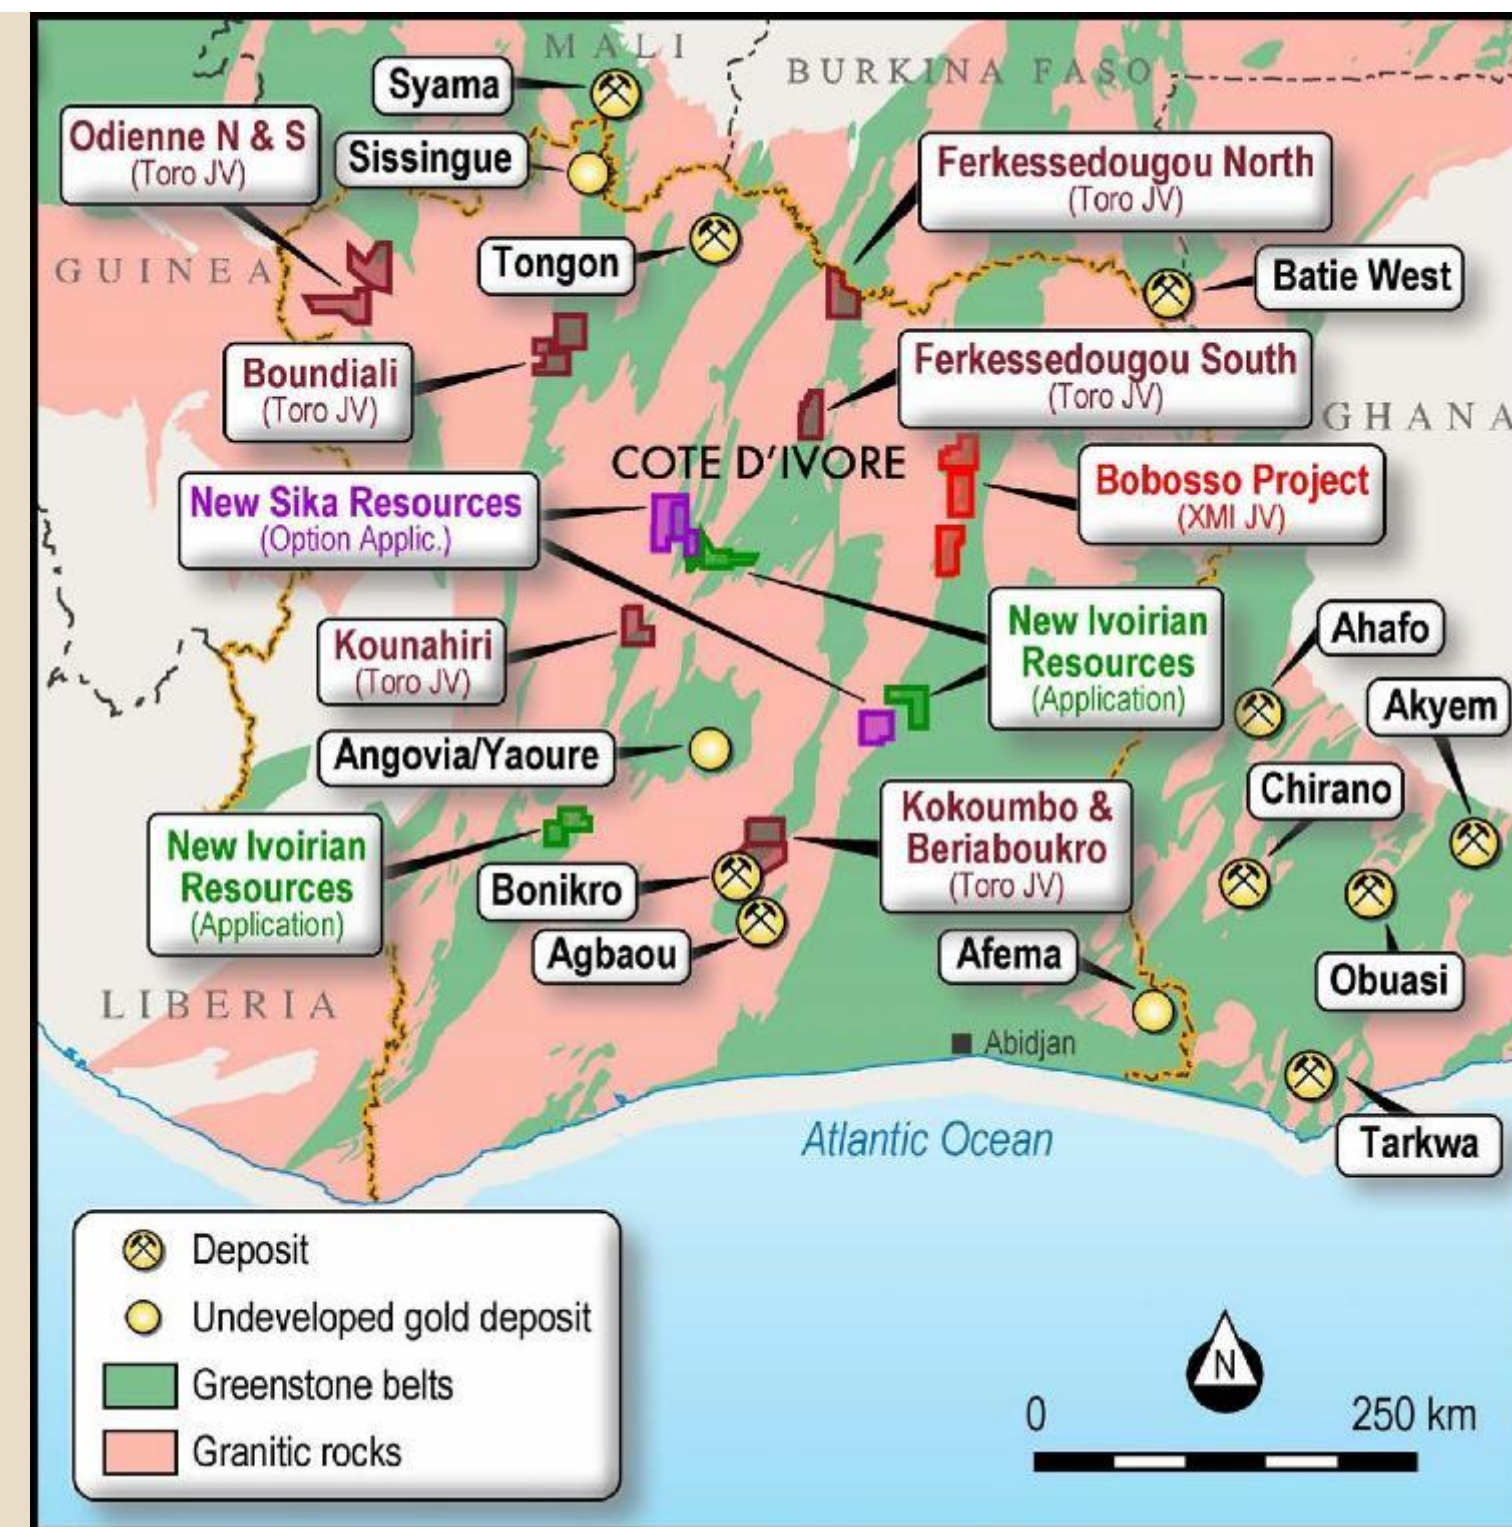 MALI
BURKINA FASO
Syama
Odienne N & S
(Toro JV)
Sissingue
Ferkessedougou North
(Toro JV)
Tongon
GUINEA
Batie West
Boundiali
(Toro JV)
Ferkessedougou South
(Toro JV)
GHANA
COTE D'IVORE
New Sika Resources
(Option Applic.)
Bobosso Project
(XMI JV)
Kounahiri
(Toro JV)
New Ivoirian
Resources
(Application)
Ahafo
Akyem
Angovia/Yaoure
Chirano
Kokoumbo &
Beriaboukro
(Toro JV)
New Ivoirian
Resources
(Application)
Bonikro
Agbaou
Afema
Obuasi
LIBERIA
Abidjan
Atlantic Ocean
Tarkwa
Deposit
Undeveloped gold deposit
Greenstone belts
Granitic rocks
N
0 250 km